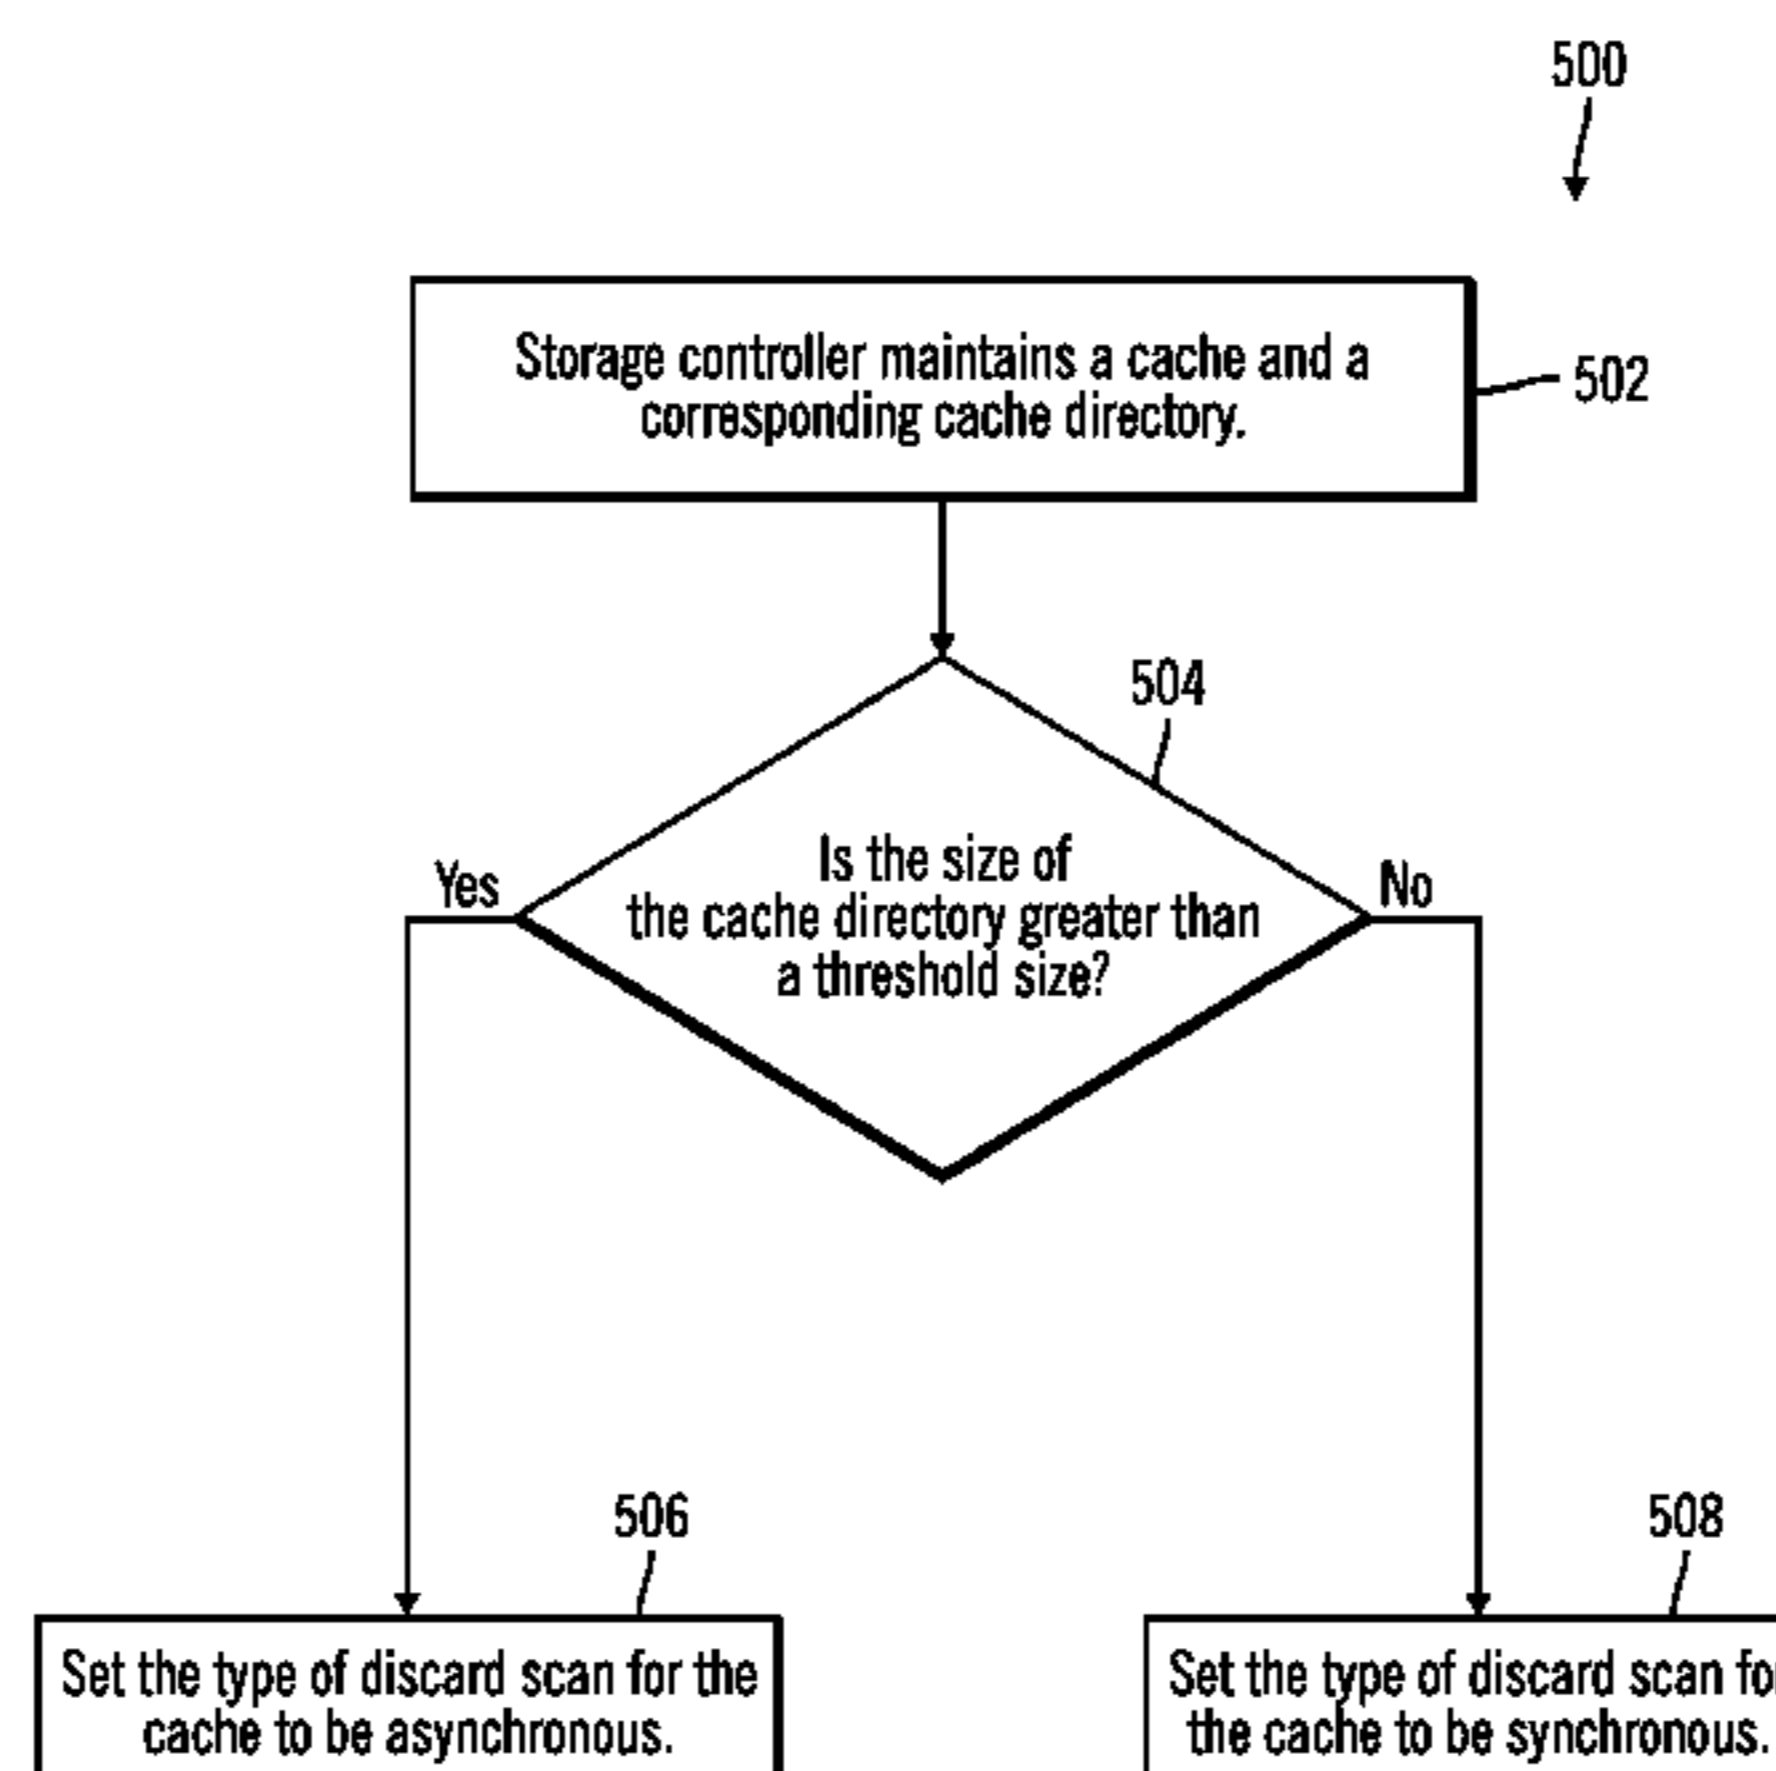 500
Storage controller maintains a cache and a
corresponding cache directory.
502
504
Is the size of
the cache directory greater than
a threshold size?
Yes
No
506
508
Set the type of discard scan for the
cache to be asynchronous.
Set the type of discard scan for
the cache to be synchronous.